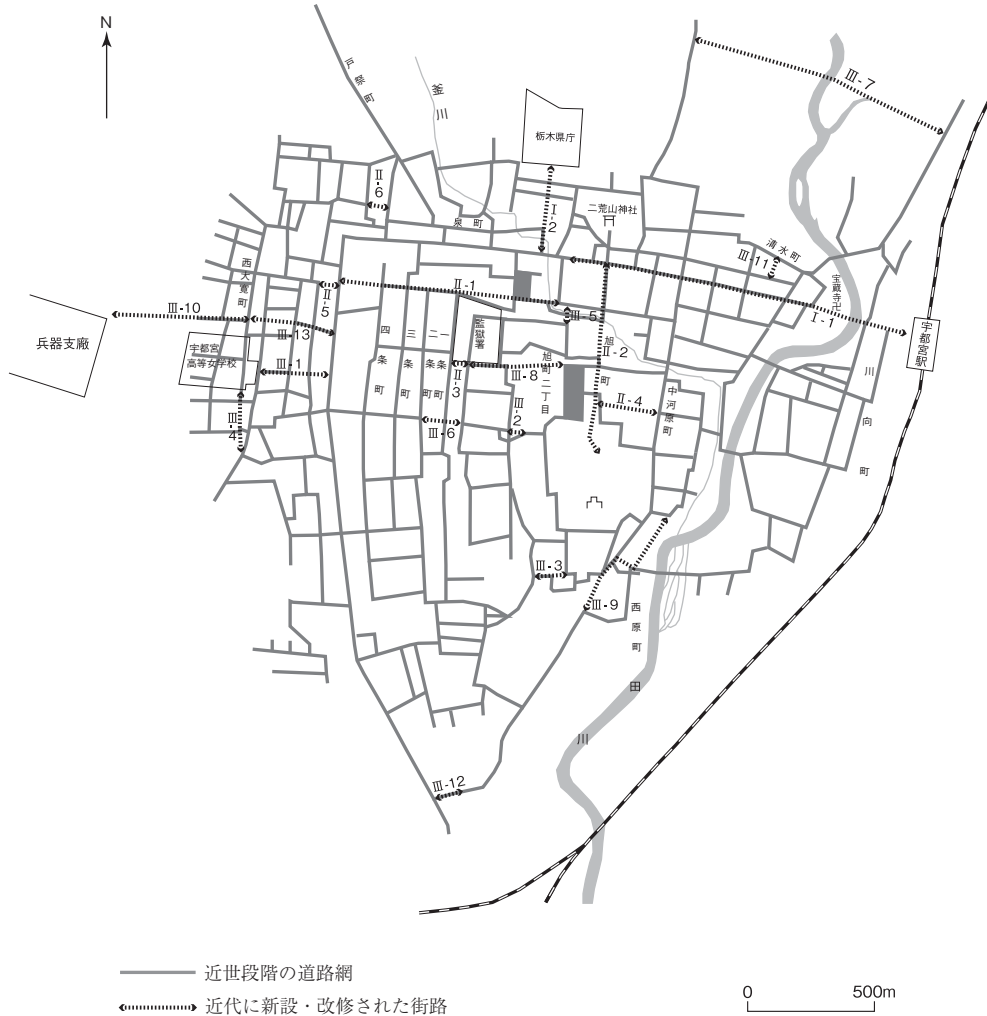 N
戸祭町
釜川
栃木県庁
Ⅲ-7
Ⅱ-6
Ⅰ-2
二荒山神社
泉町
清水町
Ⅲ-11
西大寛町
宝蔵寺卍
Ⅱ-1
Ⅱ-5
Ⅲ-10
Ⅲ-13
Ⅲ-5
Ⅰ-1
兵器支廠
宇都宮
高等女学校
Ⅲ-1
四条町
三条町
二条町
一条町
監獄署
旭町
Ⅱ-2
宇都宮駅
Ⅱ-3
Ⅲ-8
旭町二丁目
Ⅲ-4
Ⅲ-6
Ⅲ-2
Ⅱ-4
中河原町
川向町
Ⅲ-3
Ⅲ-9
西原町
田川
Ⅲ-12
近世段階の道路網
近代に新設・改修された街路
0 500m